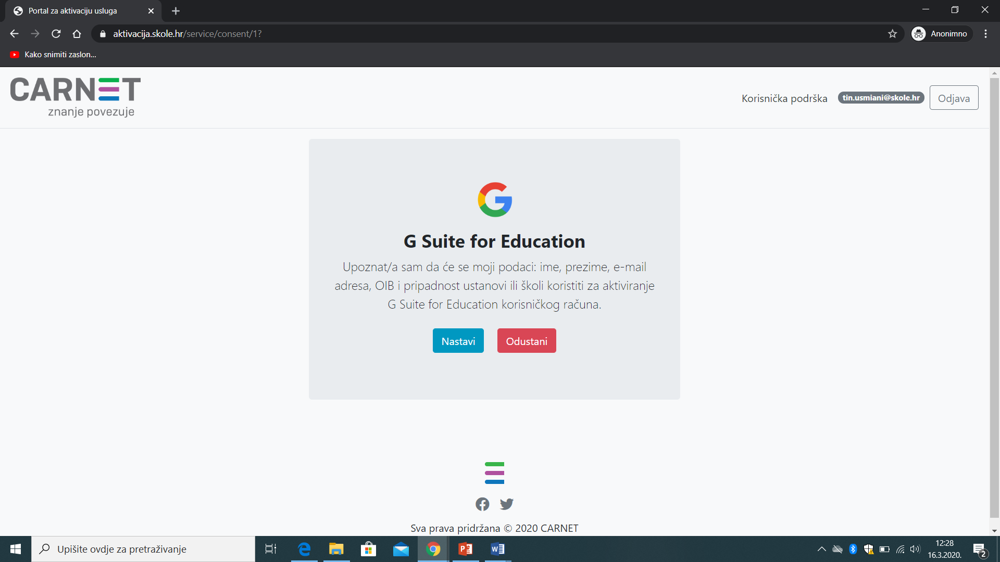 Portal za aktivaciju usluga
aktivacija.skole.hr/service/consent/1?
Anonimno
Kako snimiti zaslon...
CARNET
znanje povezuje
Korisnička podrška
tin.usmiani@skole.hr
Odjava
G Suite for Education
Upoznat/a sam da će se moji podaci: ime, prezime, e-mail
adresa, OIB i pripadnost ustanovi ili školi koristiti za aktiviranje
G Suite for Education korisničkog računa.
Nastavi
Odustani
Sva prava pridržana © 2020 CARNET
Upišite ovdje za pretraživanje
12:28
16.3.2020.
2